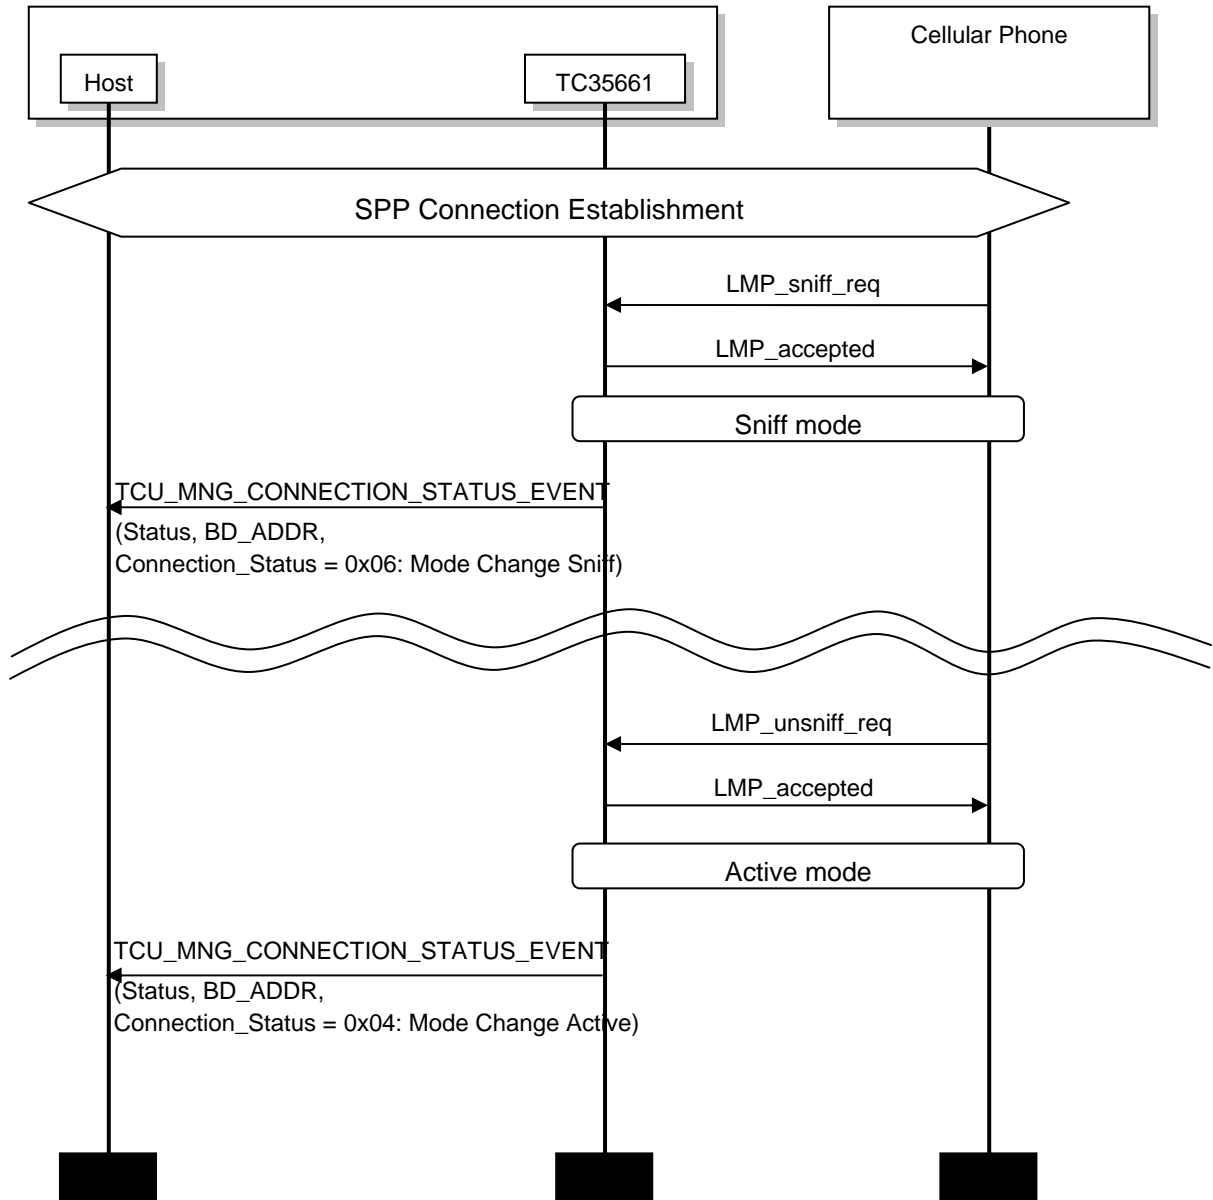 Cellular Phone
Host
TC35661
SPP Connection Establishment
LMP_sniff_req
LMP_accepted
Sniff mode
TCU_MNG_CONNECTION_STATUS_EVENT
(Status, BD_ADDR,
Connection_Status = 0x06: Mode Change Sniff)
LMP_unsniff_req
LMP_accepted
Active mode
TCU_MNG_CONNECTION_STATUS_EVENT
(Status, BD_ADDR,
Connection_Status = 0x04: Mode Change Active)